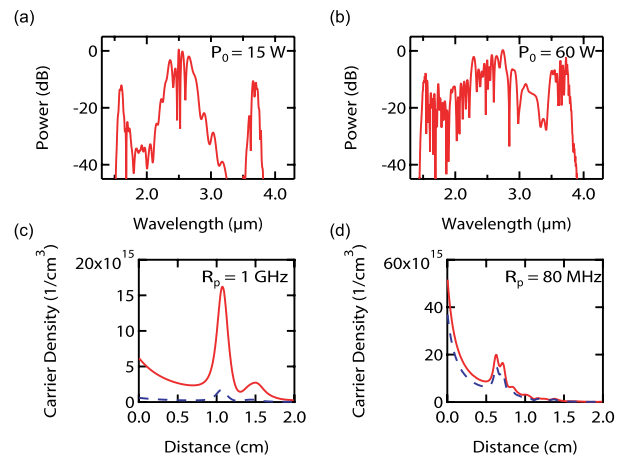 (a)
P0 = 15 W
0
-20
-40
Power (dB)
2.0 3.0 4.0
Wavelength (μm)
(b)
P0 = 60 W
0
-20
-40
Power (dB)
2.0 3.0 4.0
Wavelength (μm)
(c)
20x10^15
Rp = 1 GHz
15
10
5
0
Carrier Density (1/cm^3)
0.0 0.5 1.0 1.5 2.0
Distance (cm)
(d)
60x10^15
Rp = 80 MHz
40
20
0
Carrier Density (1/cm^3)
0.0 0.5 1.0 1.5 2.0
Distance (cm)